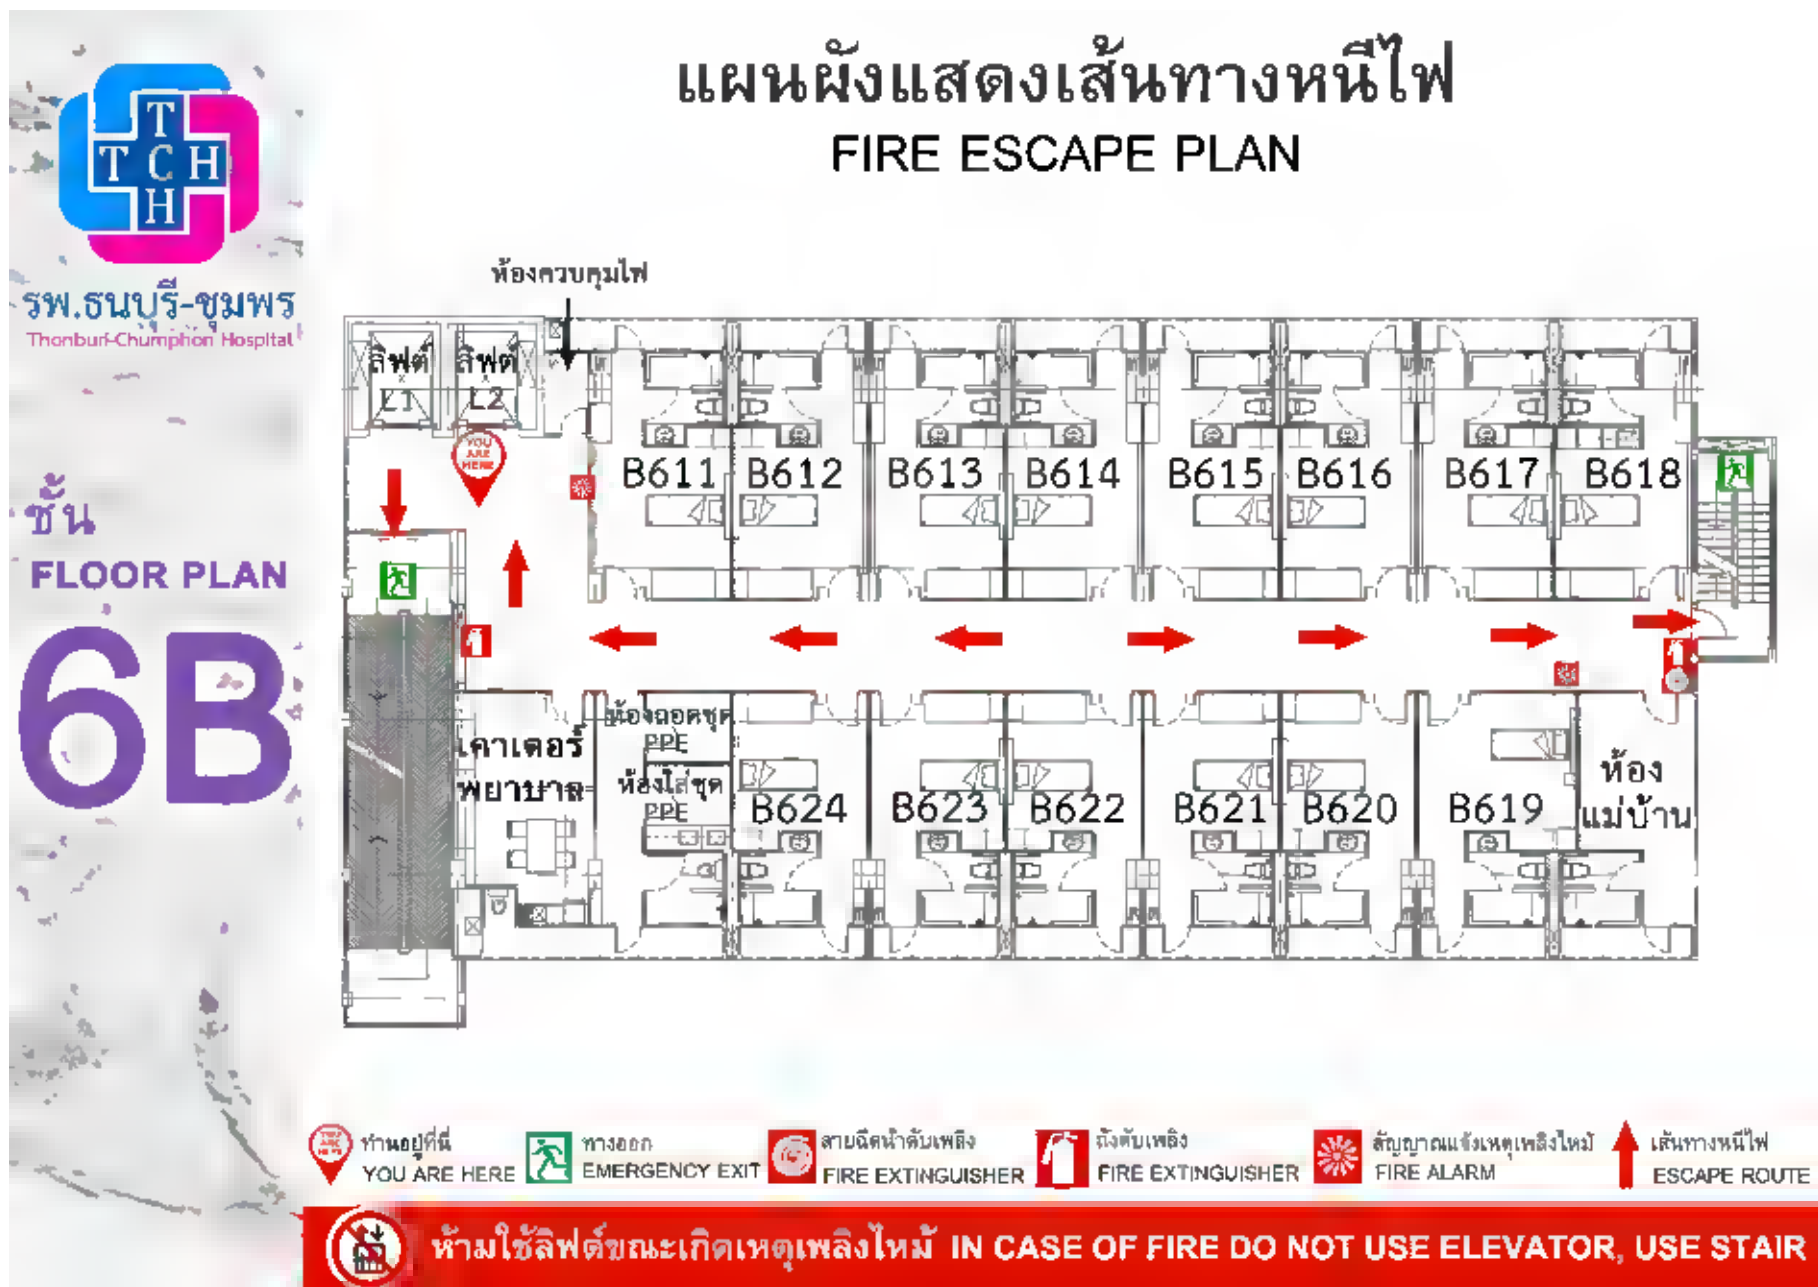 แผนผังแสดงเส้นทางหนีไฟ
FIRE ESCAPE PLAN
T
T C H
H
รพ.ธนบุรี-ชุมพร
Thonburi-Chumphon Hospital
ชั้น
FLOOR PLAN
6B
ห้องควบคุมไฟ
ลิฟต์ L1
ลิฟต์ L2
YOU ARE HERE
B611 B612 B613 B614 B615 B616 B617 B618
เคาเตอร์
พยาบาล
ห้องถอดชุด
PPE
ห้องใส่ชุด
PPE
B624 B623 B622 B621 B620 B619
ห้อง
แม่บ้าน
ท่านอยู่ที่นี่
YOU ARE HERE
ทางออก
EMERGENCY EXIT
สายฉีดน้ำดับเพลิง
FIRE EXTINGUISHER
ถังดับเพลิง
FIRE EXTINGUISHER
สัญญาณแจ้งเหตุเพลิงไหม้
FIRE ALARM
เส้นทางหนีไฟ
ESCAPE ROUTE
ห้ามใช้ลิฟต์ขณะเกิดเหตุเพลิงไหม้ IN CASE OF FIRE DO NOT USE ELEVATOR, USE STAIR